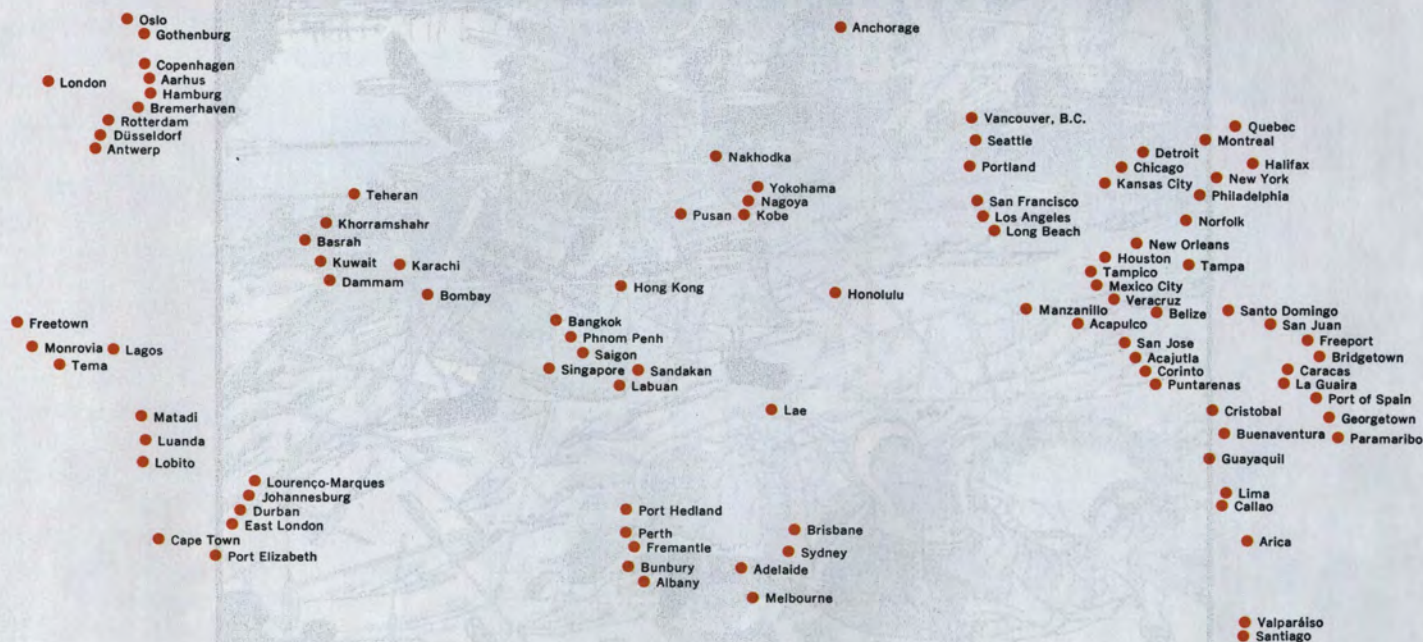 Oslo
Gothenburg
Copenhagen
London
Aarhus
Hamburg
Bremerhaven
Rotterdam
Düsseldorf
Antwerp
Teheran
Khorramshahr
Basrah
Kuwait
Karachi
Dammam
Bombay
Freetown
Monrovia
Lagos
Tema
Matadi
Luanda
Lobito
Lourenço-Marques
Johannesburg
Durban
East London
Cape Town
Port Elizabeth
Anchorage
Nakhodka
Yokohama
Nagoya
Pusan
Kobe
Hong Kong
Honolulu
Bangkok
Phnom Penh
Saigon
Singapore
Sandakan
Labuan
Lae
Port Hedland
Perth
Fremantle
Bunbury
Albany
Brisbane
Sydney
Adelaide
Melbourne
Vancouver, B.C.
Seattle
Portland
San Francisco
Los Angeles
Long Beach
Quebec
Montreal
Detroit
Chicago
Halifax
Kansas City
New York
Philadelphia
Norfolk
New Orleans
Houston
Tampa
Tampico
Mexico City
Veracruz
Manzanillo
Belize
Acapulco
Santo Domingo
San Juan
San Jose
Freeport
Acajutla
Bridgetown
Corinto
Caracas
Puntarenas
La Guaira
Port of Spain
Cristobal
Georgetown
Buenaventura
Paramaribo
Guayaquil
Lima
Callao
Arica
Valparáiso
Santiago